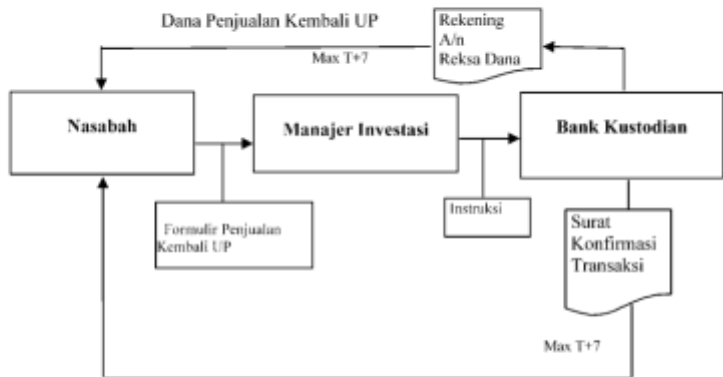 Dana Penjualan Kembali UP
Rekening
A/n
Reksa Dana
Max T+7
Nasabah
Manajer Investasi
Bank Kustodian
Formulir Penjualan
Kembali UP
Instruksi
Surat
Konfirmasi
Transaksi
Max T+7